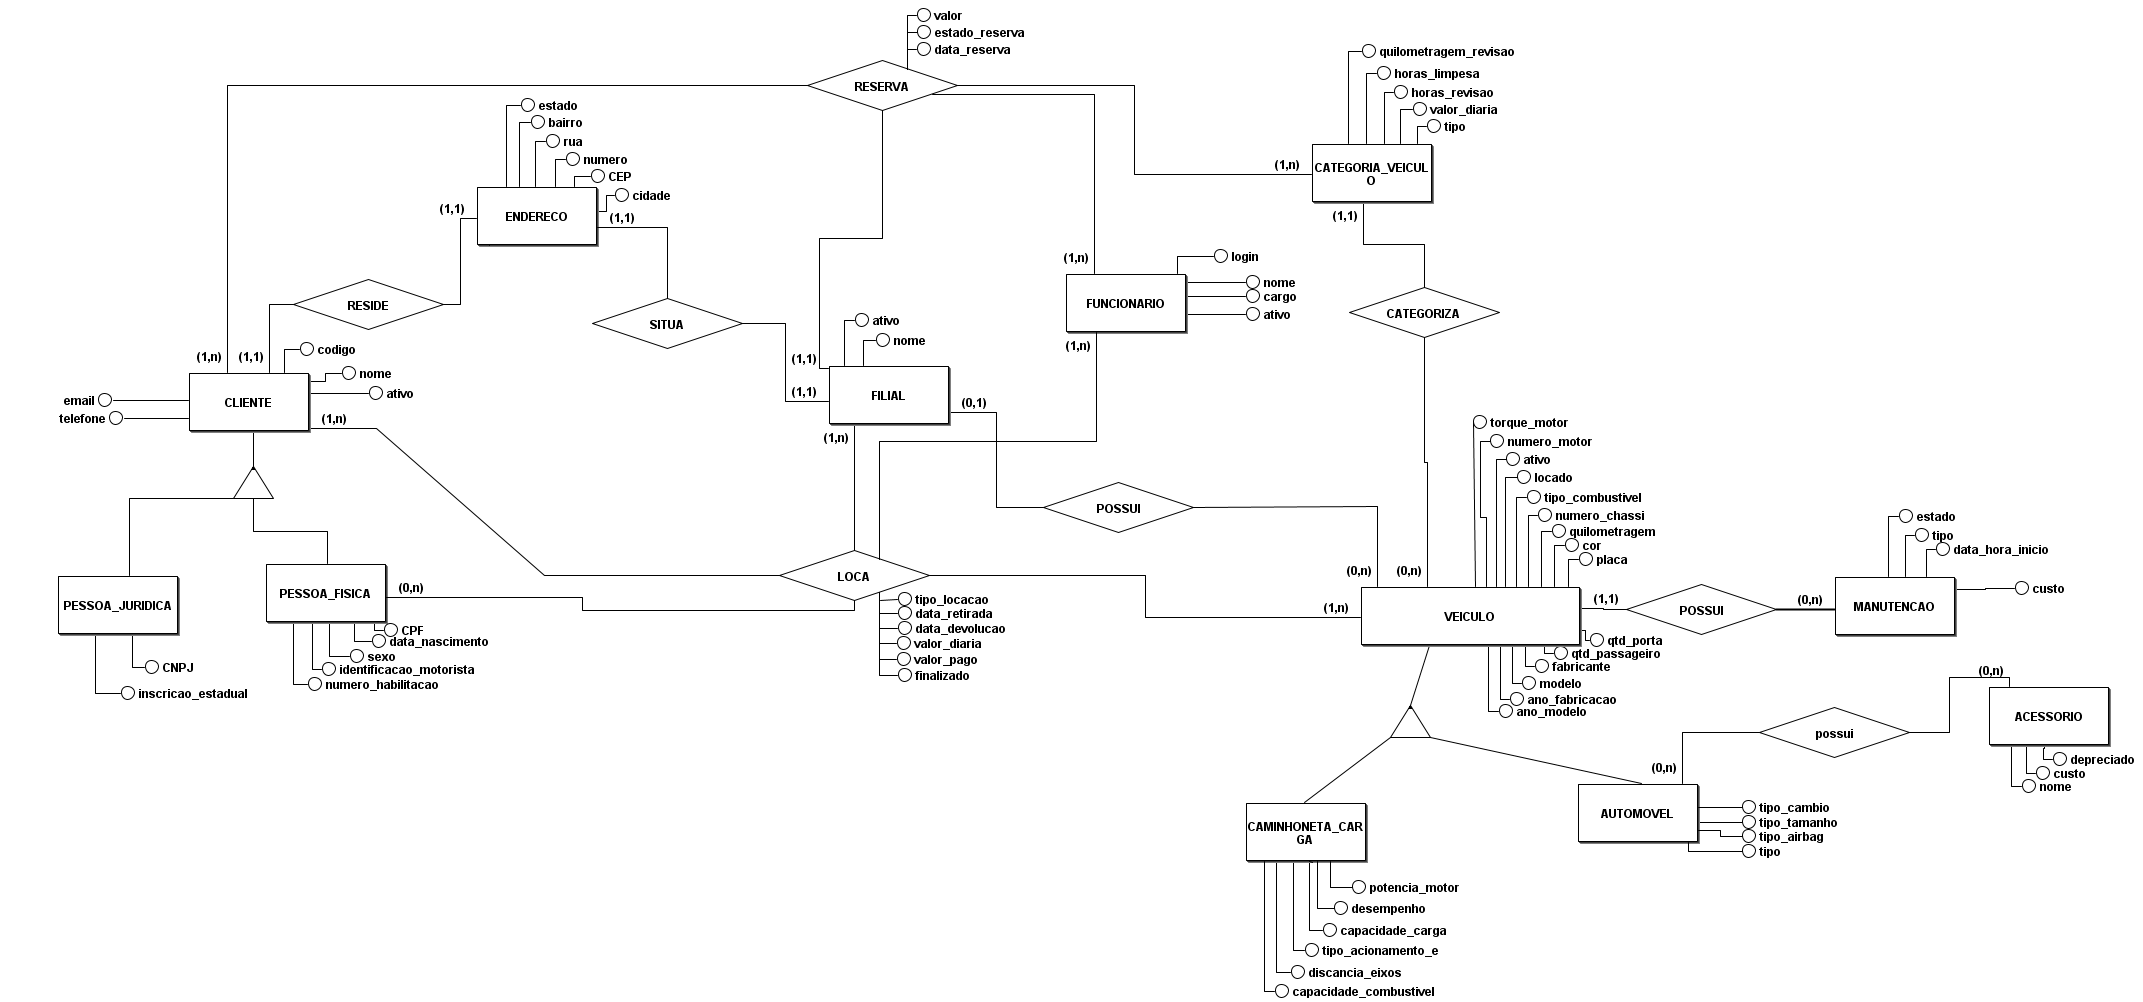 valor
estado_reserva
data_reserva
RESERVA
quilometragem_revisao
horas_limpesa
horas_revisao
valor_diaria
tipo
(1,n)
CATEGORIA_VEICUL
O
(1,1)
estado
bairro
rua
numero
CEP
cidade
(1,1)
ENDERECO
(1,1)
RESIDE
SITUA
(1,n)
login
FUNCIONARIO
nome
cargo
ativo
(1,n)
CATEGORIZA
(1,n)
(1,1)
codigo
nome
ativo
email
telefone
CLIENTE
(1,n)
ativo
nome
(1,1)
(1,1)
FILIAL
(0,1)
(1,n)
torque_motor
numero_motor
ativo
locado
tipo_combustivel
numero_chassi
quilometragem
cor
placa
POSSUI
(0,n)
(0,n)
estado
tipo
data_hora_inicio
custo
PESSOA_JURIDICA
PESSOA_FISICA
(0,n)
LOCA
(1,n)
VEICULO
(1,1)
POSSUI
(0,n)
MANUTENCAO
tipo_locacao
data_retirada
data_devolucao
valor_diaria
valor_pago
finalizado
CPF
data_nascimento
sexo
identificacao_motorista
numero_habilitacao
CNPJ
inscricao_estadual
qtd_porta
qtd_passageiro
fabricante
modelo
ano_fabricacao
ano_modelo
(0,n)
ACESSORIO
possui
depreciado
custo
nome
(0,n)
AUTOMOVEL
tipo_cambio
tipo_tamanho
tipo_airbag
tipo
CAMINHONETA_CAR
GA
potencia_motor
desempenho
capacidade_carga
tipo_acionamento_e
discancia_eixos
capacidade_combustivel